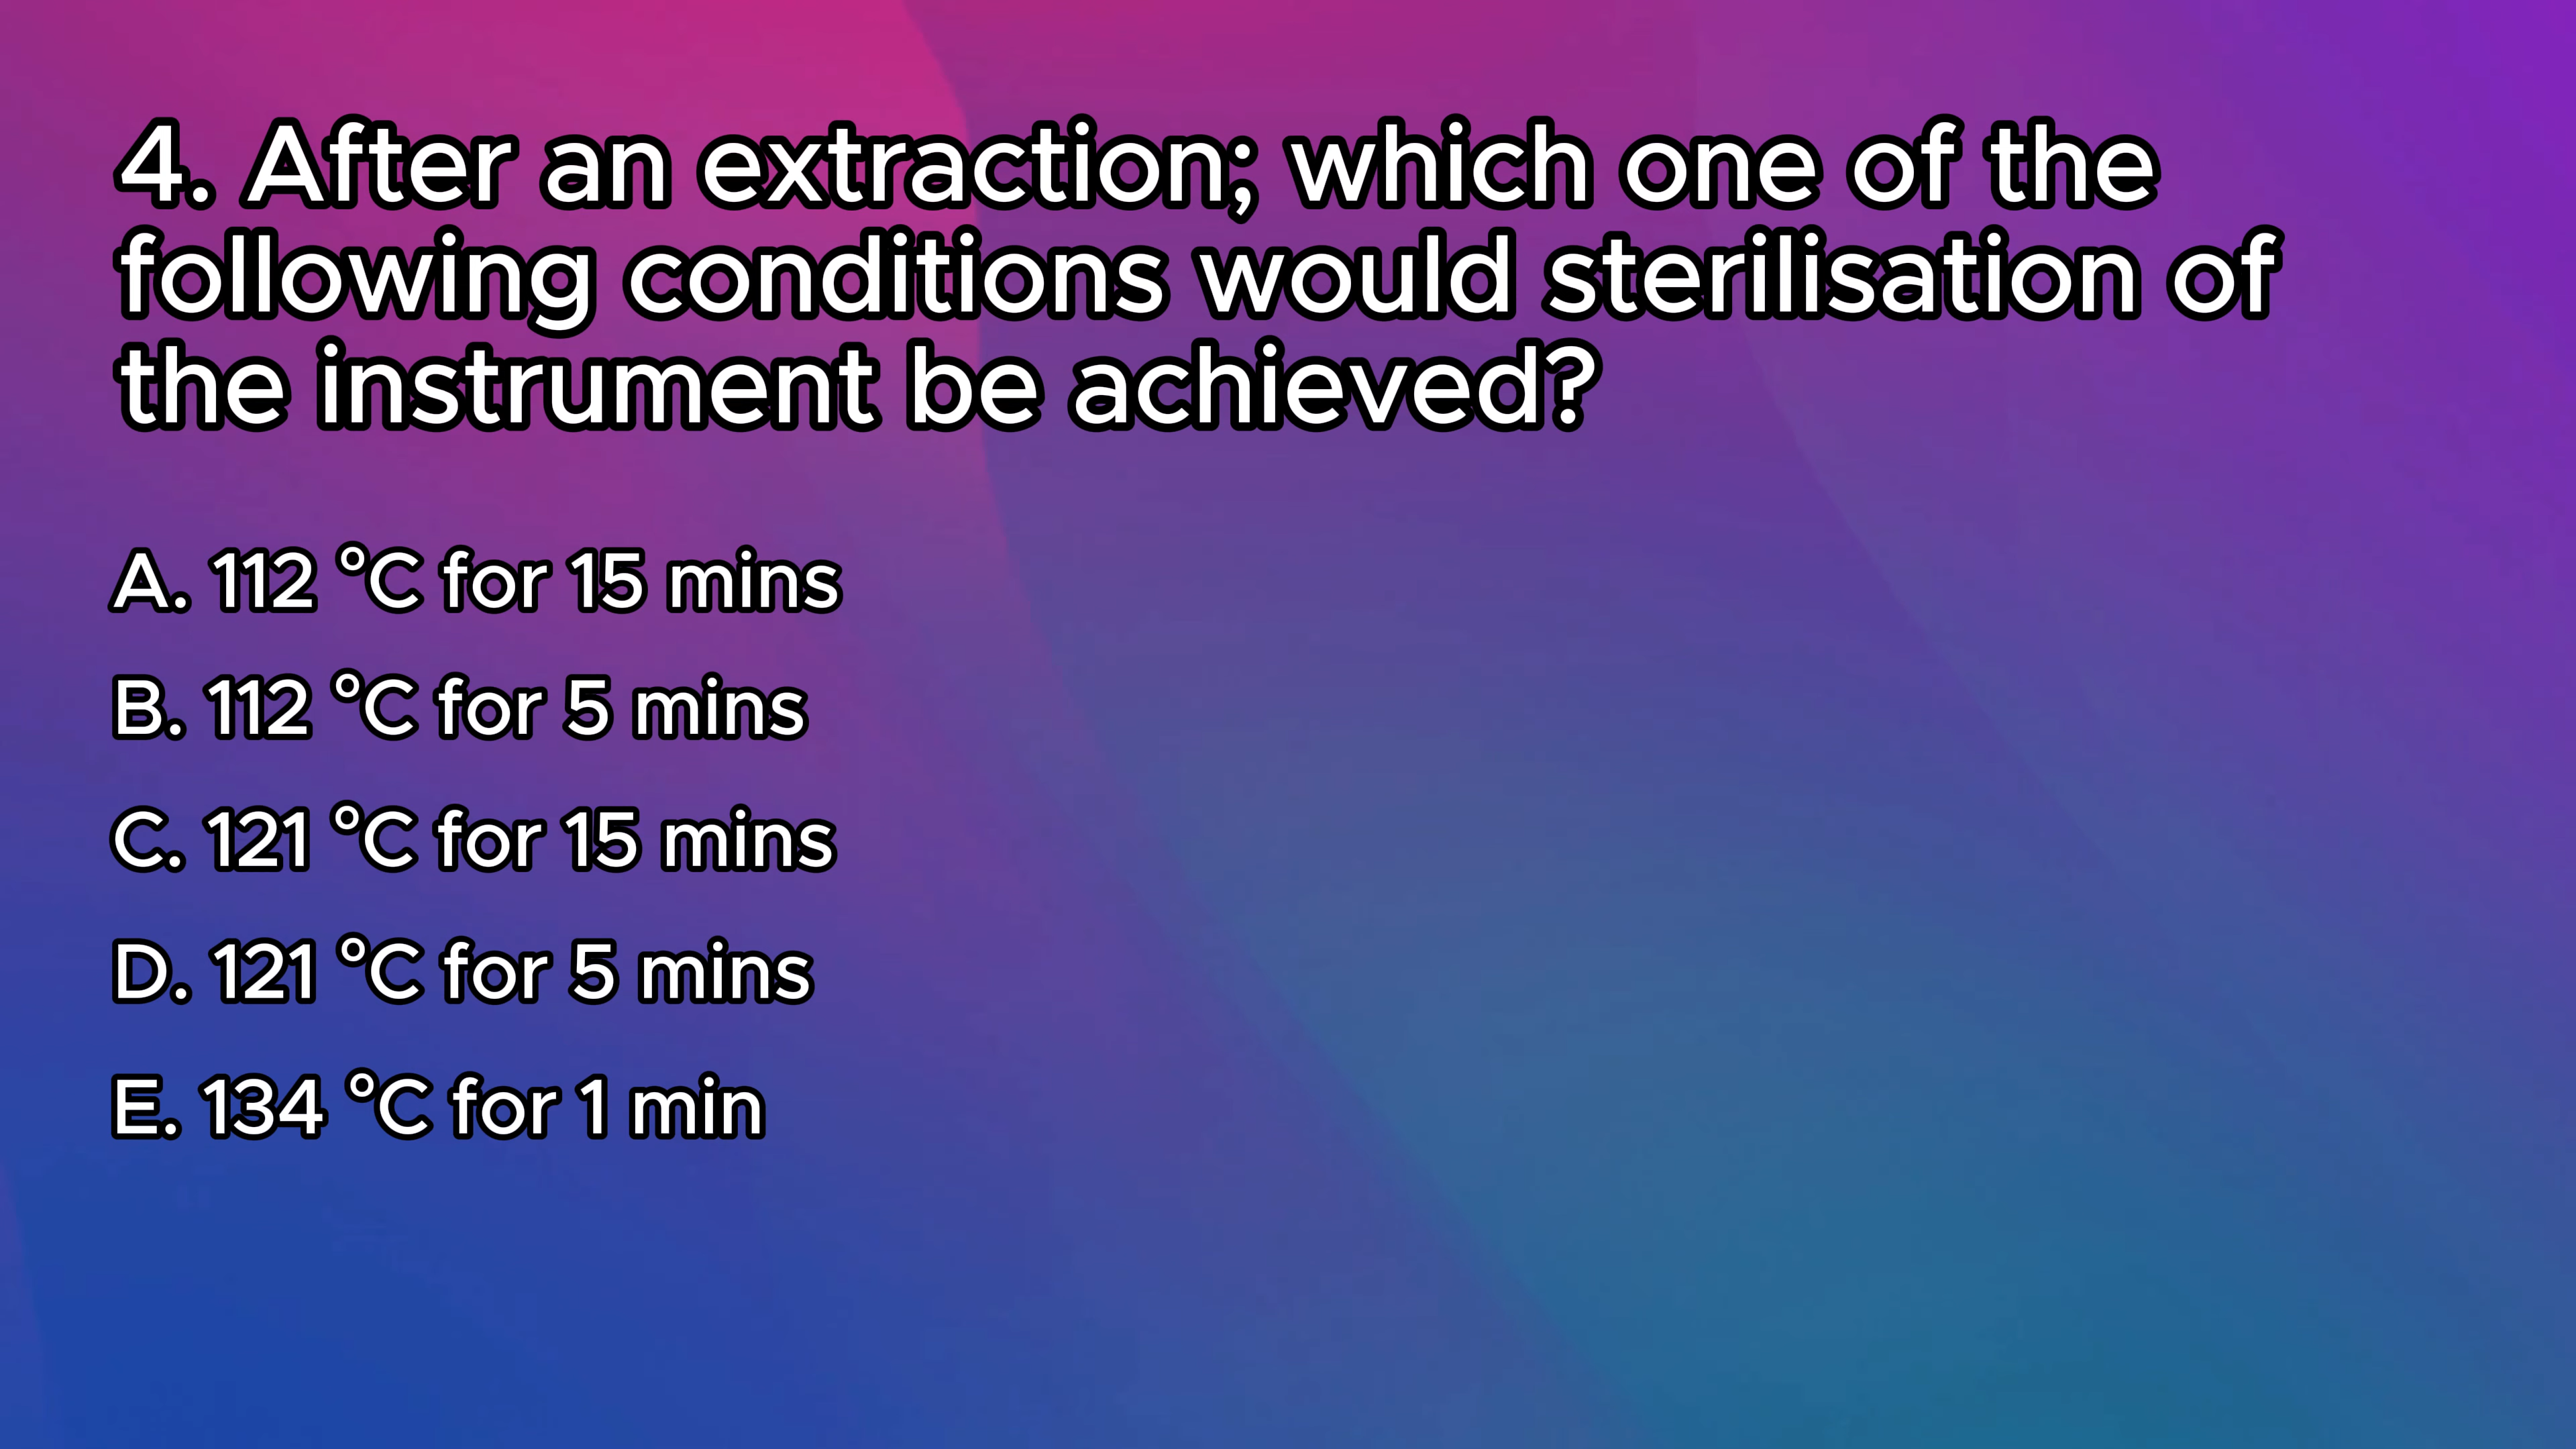 4. After an extraction; which one of the
following conditions would sterilisation of
the instrument be achieved?
A. 112 °C for 15 mins
B. 112 °C for 5 mins
C. 121 °C for 15 mins
D. 121 °C for 5 mins
E. 134 °C for 1 min